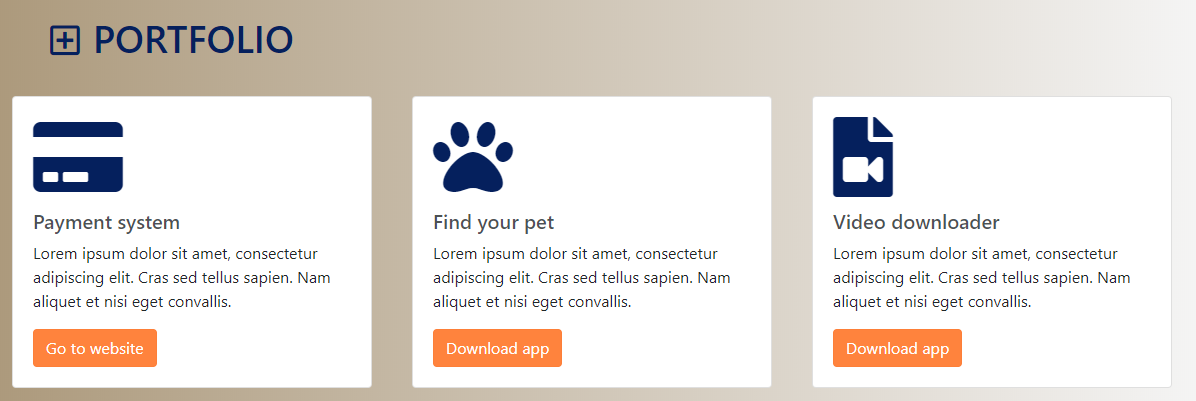 PORTFOLIO
Payment system
Lorem ipsum dolor sit amet, consectetur
adipiscing elit. Cras sed tellus sapien. Nam
aliquet et nisi eget convallis.
Go to website
Find your pet
Lorem ipsum dolor sit amet, consectetur
adipiscing elit. Cras sed tellus sapien. Nam
aliquet et nisi eget convallis.
Download app
Video downloader
Lorem ipsum dolor sit amet, consectetur
adipiscing elit. Cras sed tellus sapien. Nam
aliquet et nisi eget convallis.
Download app